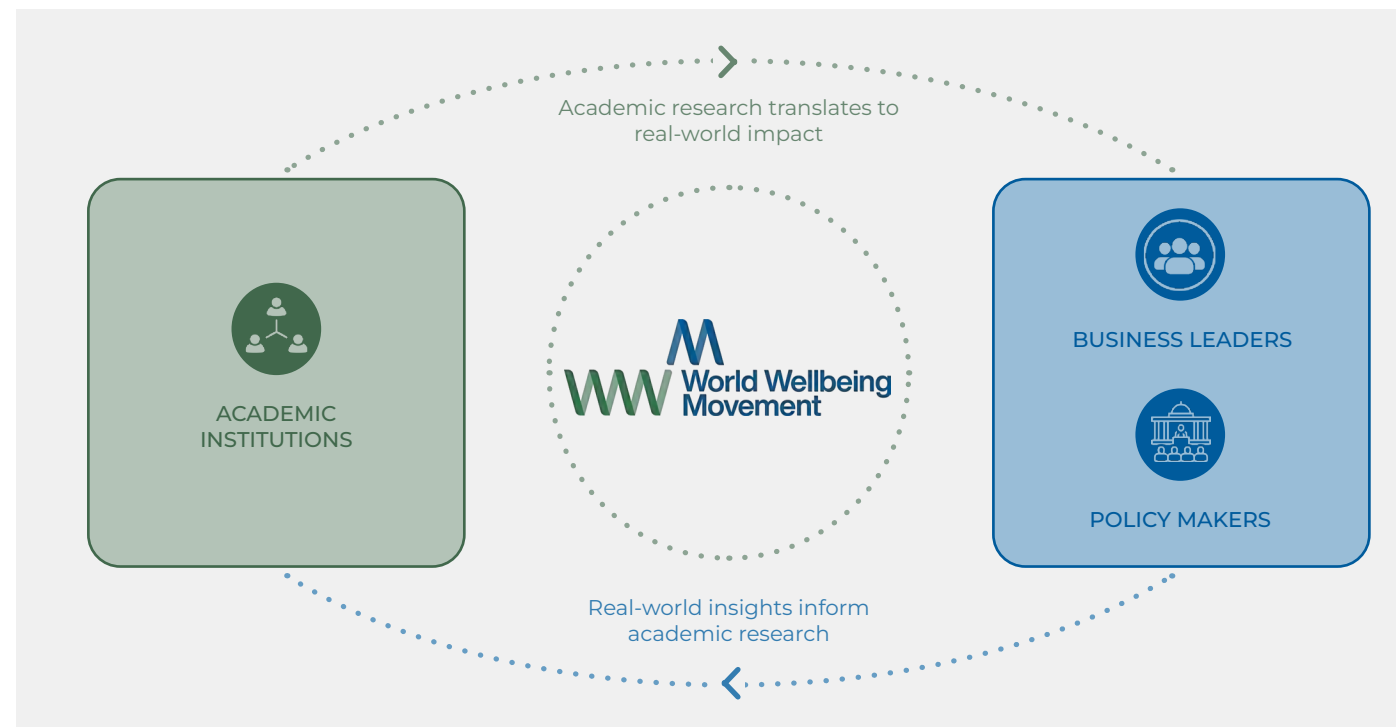 Academic research translates to
real-world impact
ACADEMIC
INSTITUTIONS
World Wellbeing
Movement
BUSINESS LEADERS
POLICY MAKERS
Real-world insights inform
academic research